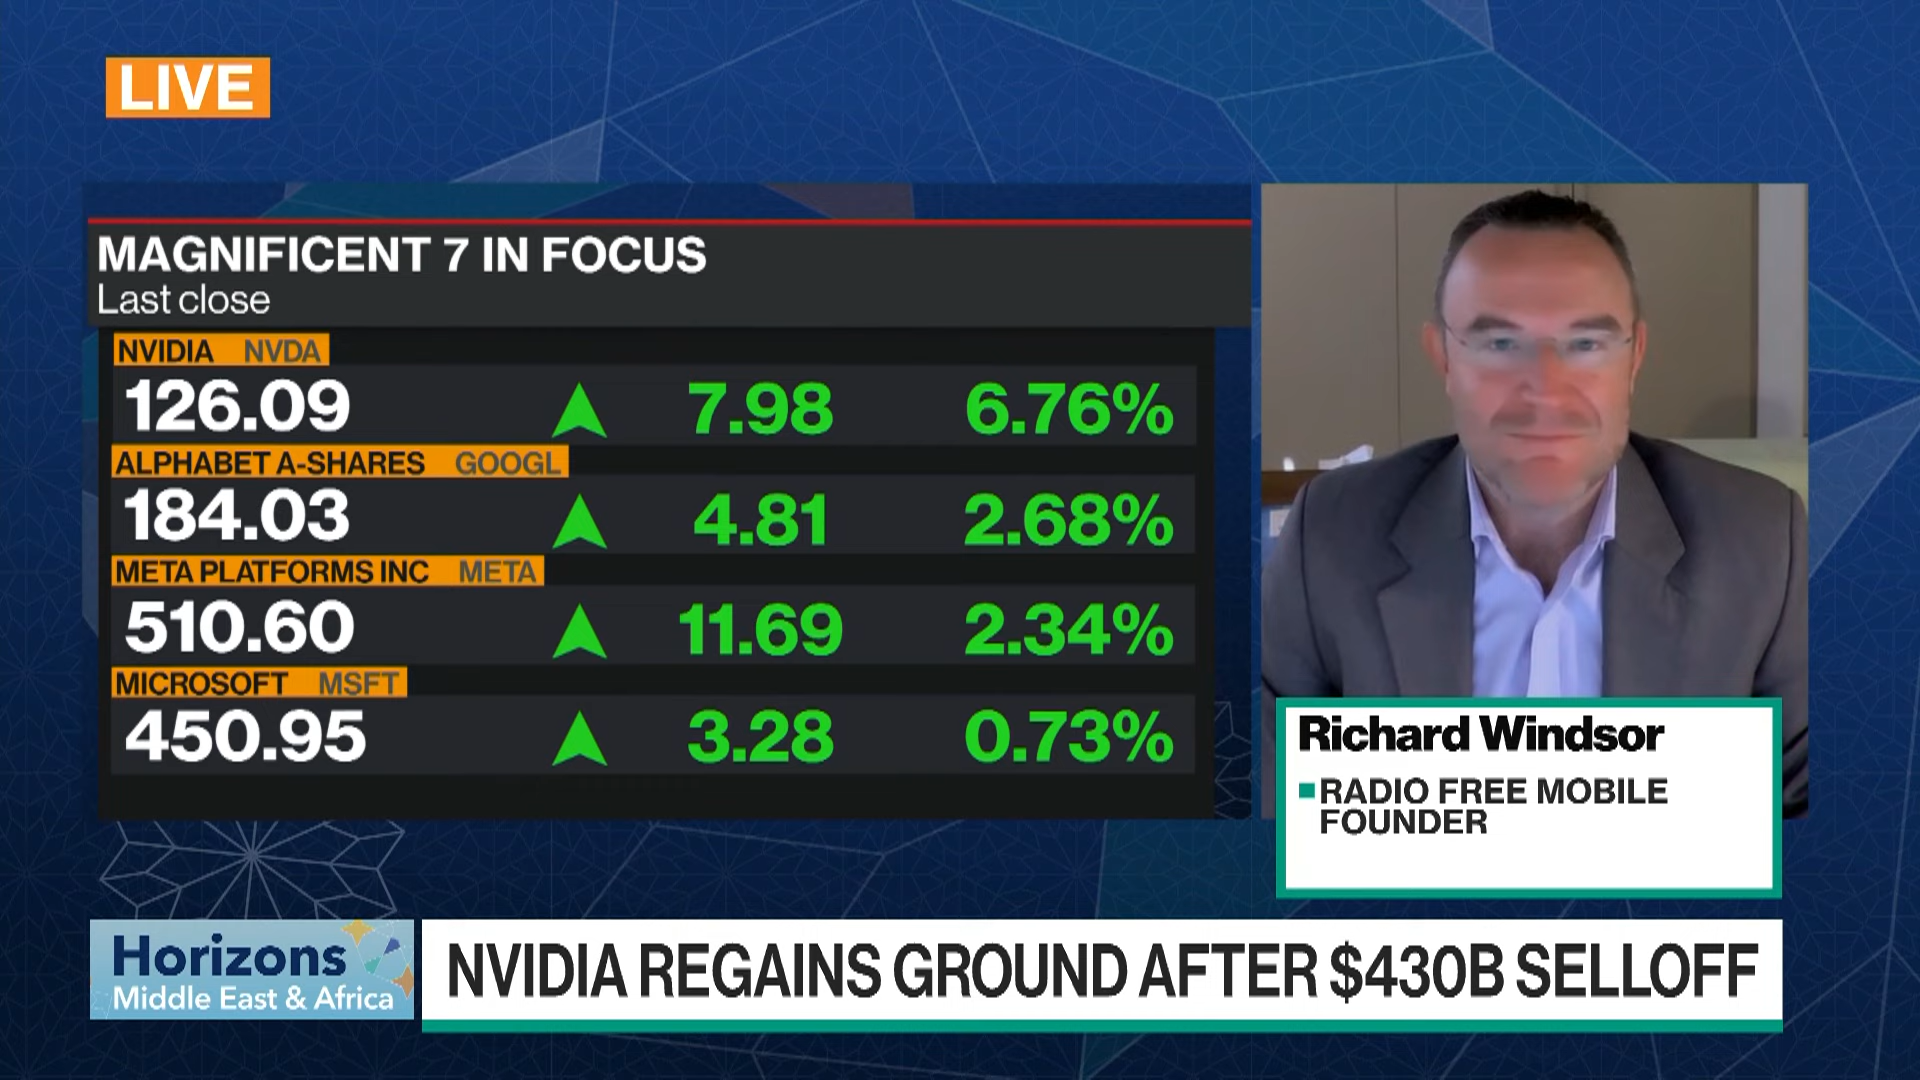 LIVE
MAGNIFICENT 7 IN FOCUS
Last close
NVIDIA NVDA
126.09 ▲ 7.98 6.76%
ALPHABET A-SHARES GOOGL
184.03 ▲ 4.81 2.68%
META PLATFORMS INC META
510.60 ▲ 11.69 2.34%
MICROSOFT MSFT
450.95 ▲ 3.28 0.73%
Richard Windsor
RADIO FREE MOBILE
FOUNDER
Horizons
Middle East & Africa
NVIDIA REGAINS GROUND AFTER $430B SELLOFF